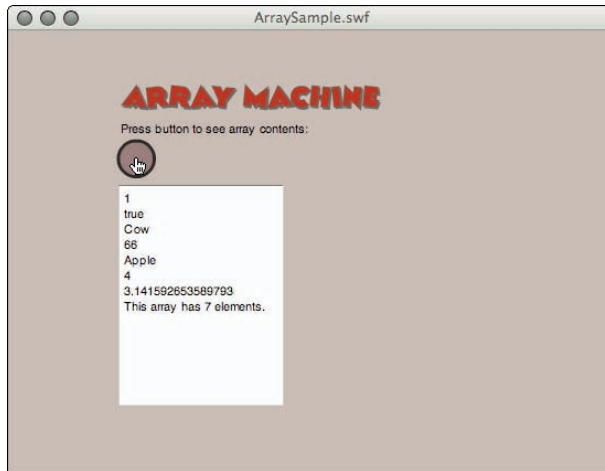 ArraySample.swf
ARRAY MACHINE
Press button to see array contents:
1
true
Cow
66
Apple
4
3.141592653589793
This array has 7 elements.